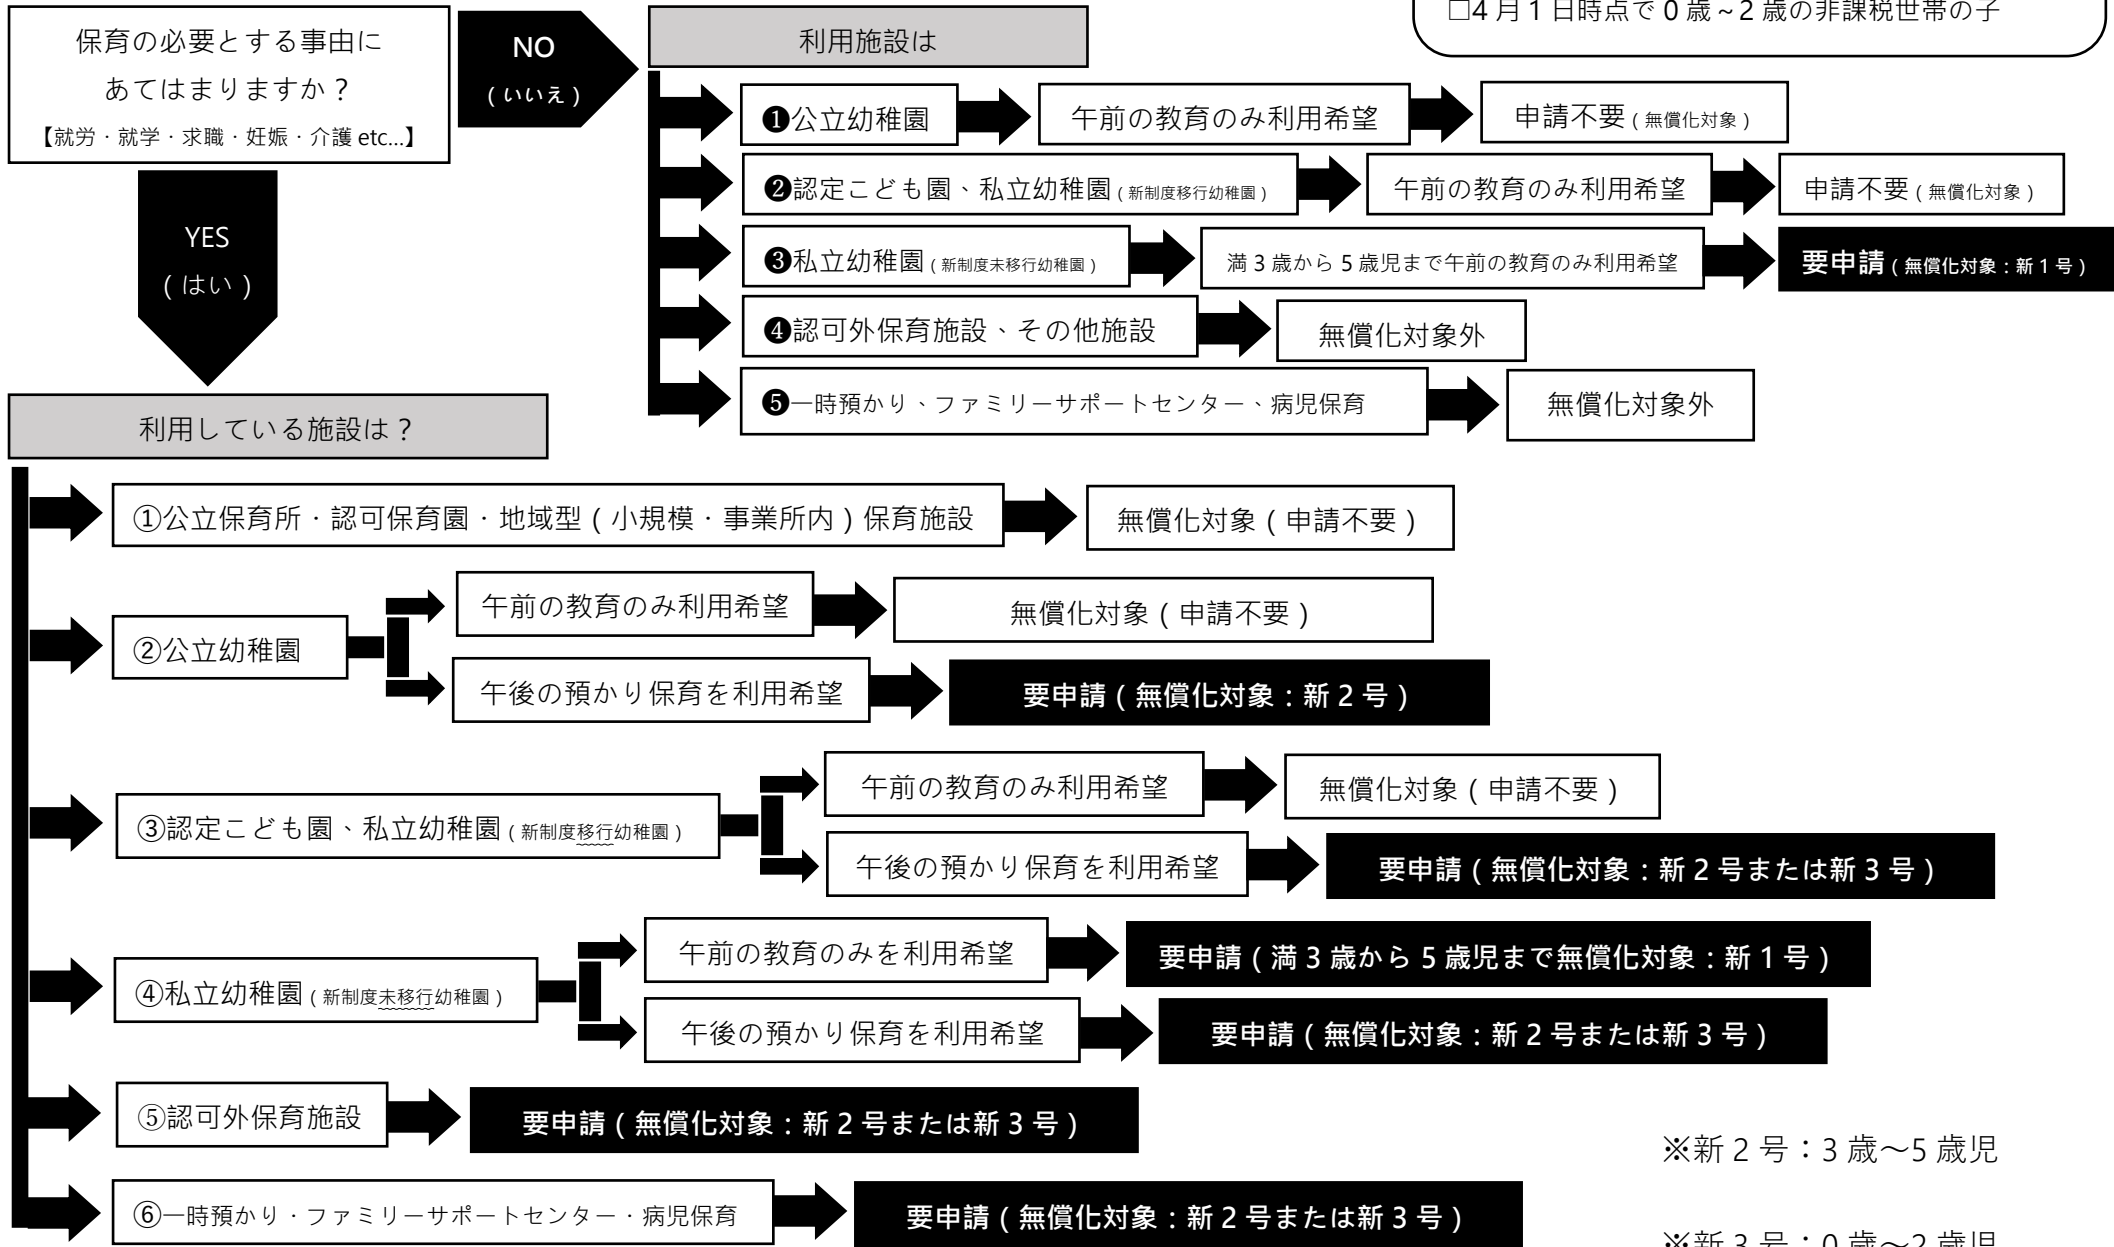 □4月1日時点で0歳~2歳の非課税世帯の子
保育の必要とする事由に
あてはまりますか？
【就労・就学・求職・妊娠・介護 etc...】
NO
(いいえ)
利用施設は
❶公立幼稚園
午前の教育のみ利用希望
申請不要(無償化対象)
❷認定こども園、私立幼稚園(新制度移行幼稚園)
午前の教育のみ利用希望
申請不要(無償化対象)
❸私立幼稚園(新制度未移行幼稚園)
満3歳から5歳児まで午前の教育のみ利用希望
要申請(無償化対象：新1号)
❹認可外保育施設、その他施設
無償化対象外
❺一時預かり、ファミリーサポートセンター、病児保育
無償化対象外
YES
(はい)
利用している施設は？
①公立保育所・認可保育園・地域型(小規模・事業所内)保育施設
無償化対象(申請不要)
②公立幼稚園
午前の教育のみ利用希望
無償化対象(申請不要)
午後の預かり保育を利用希望
要申請(無償化対象：新2号)
③認定こども園、私立幼稚園(新制度移行幼稚園)
午前の教育のみ利用希望
無償化対象(申請不要)
午後の預かり保育を利用希望
要申請(無償化対象：新2号または新3号)
④私立幼稚園(新制度未移行幼稚園)
午前の教育のみを利用希望
要申請(満3歳から5歳児まで無償化対象：新1号)
午後の預かり保育を利用希望
要申請(無償化対象：新2号または新3号)
⑤認可外保育施設
要申請(無償化対象：新2号または新3号)
⑥一時預かり・ファミリーサポートセンター・病児保育
要申請(無償化対象：新2号または新3号)
※新2号：3歳～5歳児
※新3号：0歳～2歳児